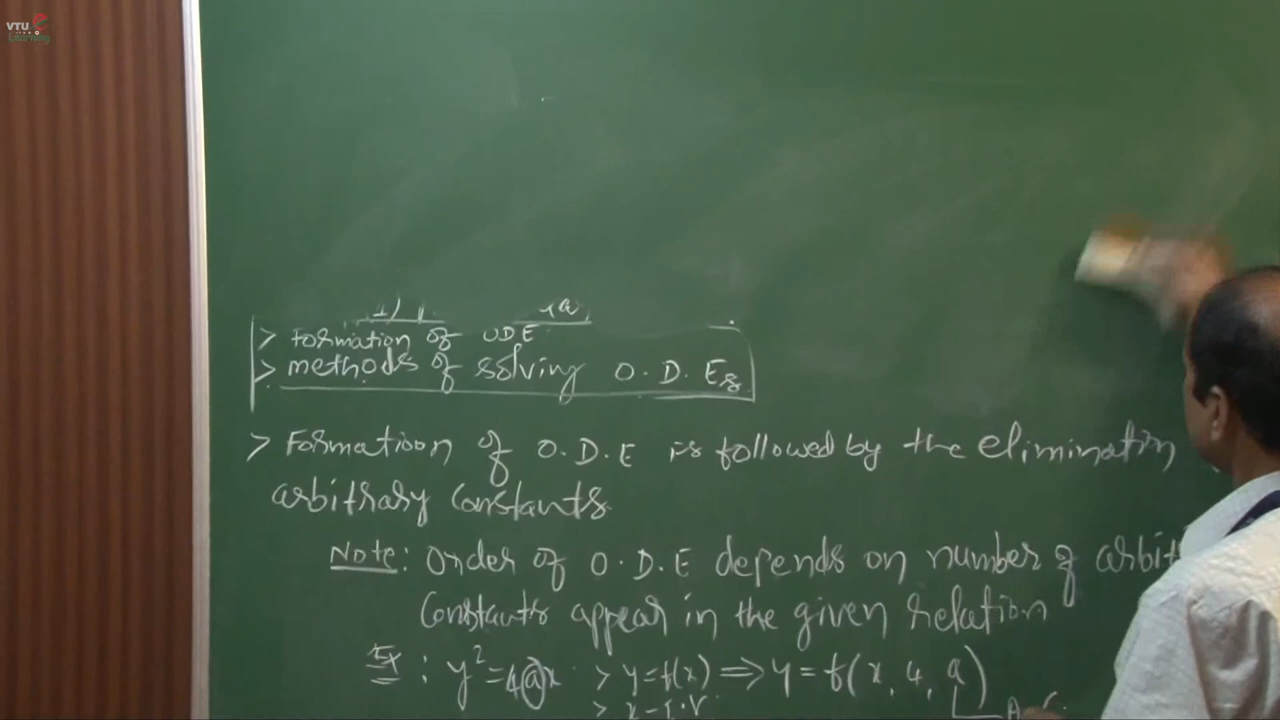 VTU e
Learning
> Formation of ODE
> methods of solving O.D.Es.
> Formatioon of O.D.E is followed by the eliminatin
arbitrary Constants.
Note: Order of O.D.E depends on number of arbit
Constants appear in the given relation
Ex: y² = 4ax > y = f(x) ⟹ y = f(x, 4, a)
> x - I.V